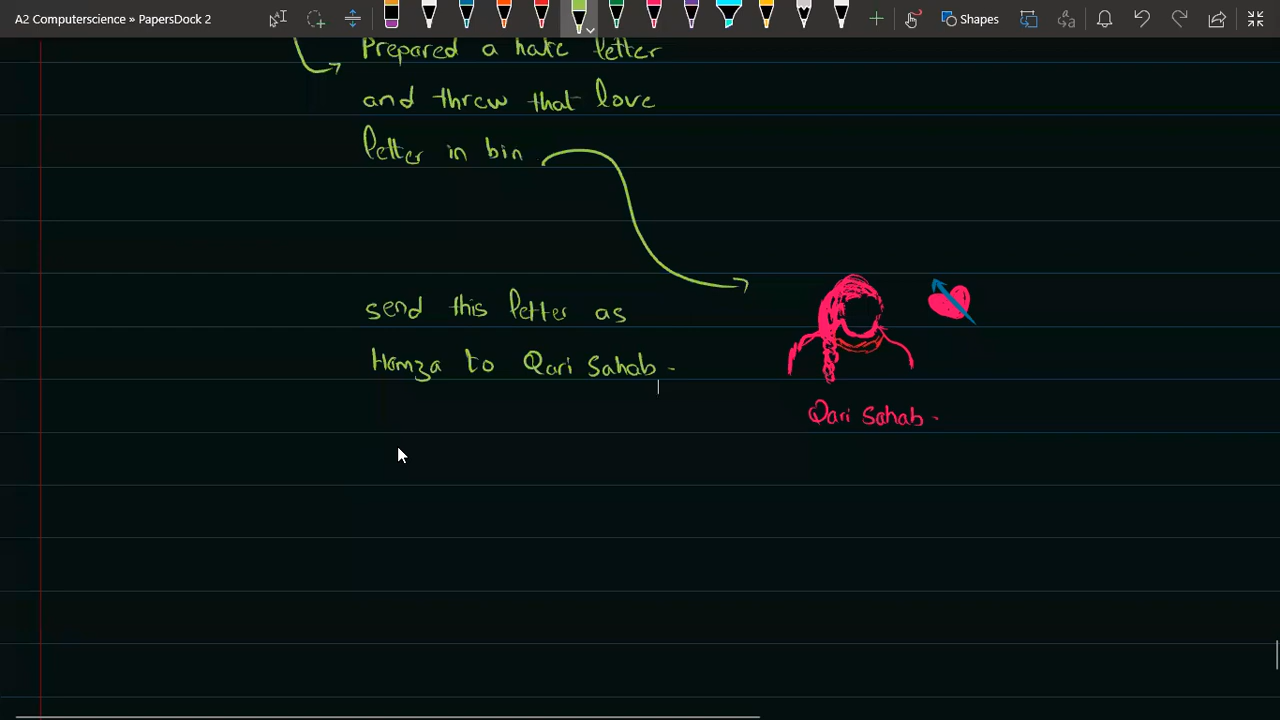 A2 Computerscience » PapersDock 2
Shapes
Prepared a hate letter
and threw that love
letter in bin
send this letter as
Hamza to Qari Sahab -
Qari Sahab -